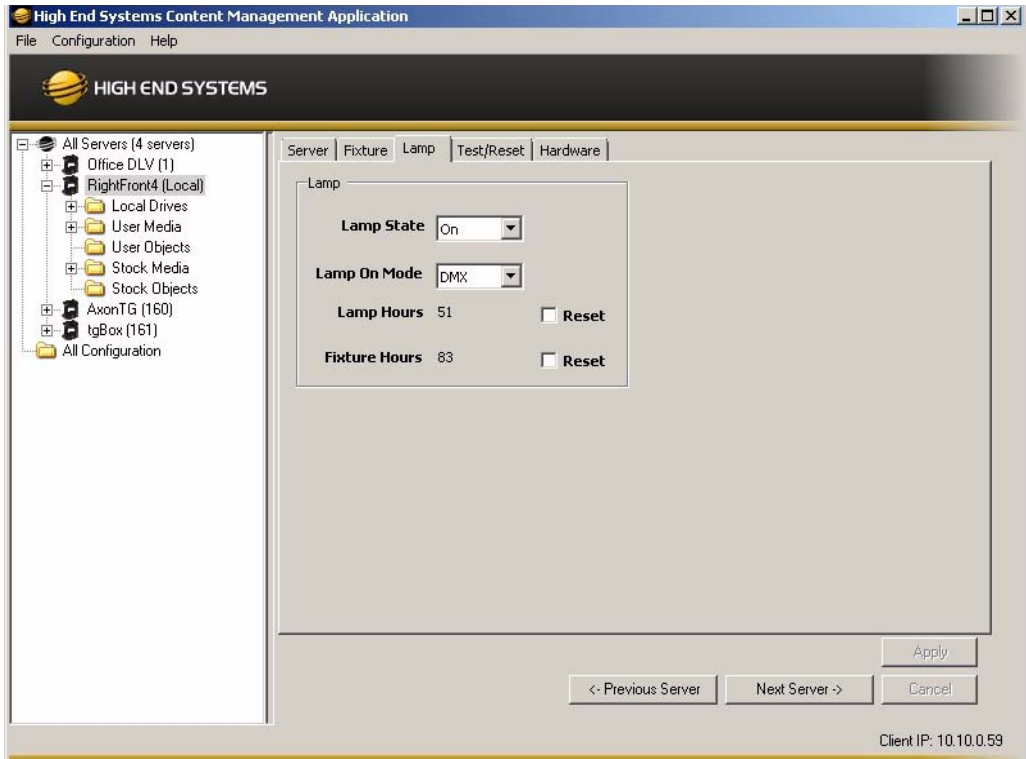 High End Systems Content Management Application
File Configuration Help
HIGH END SYSTEMS
All Servers (4 servers)
Office DLV (1)
RightFront4 (Local)
Local Drives
User Media
User Objects
Stock Media
Stock Objects
AxonTG (160)
tgBox (161)
All Configuration
Server Fixture Lamp Test/Reset Hardware
Lamp
Lamp State On
Lamp On Mode DMX
Lamp Hours 51 Reset
Fixture Hours 83 Reset
Apply
<- Previous Server Next Server -> Cancel
Client IP: 10.10.0.59